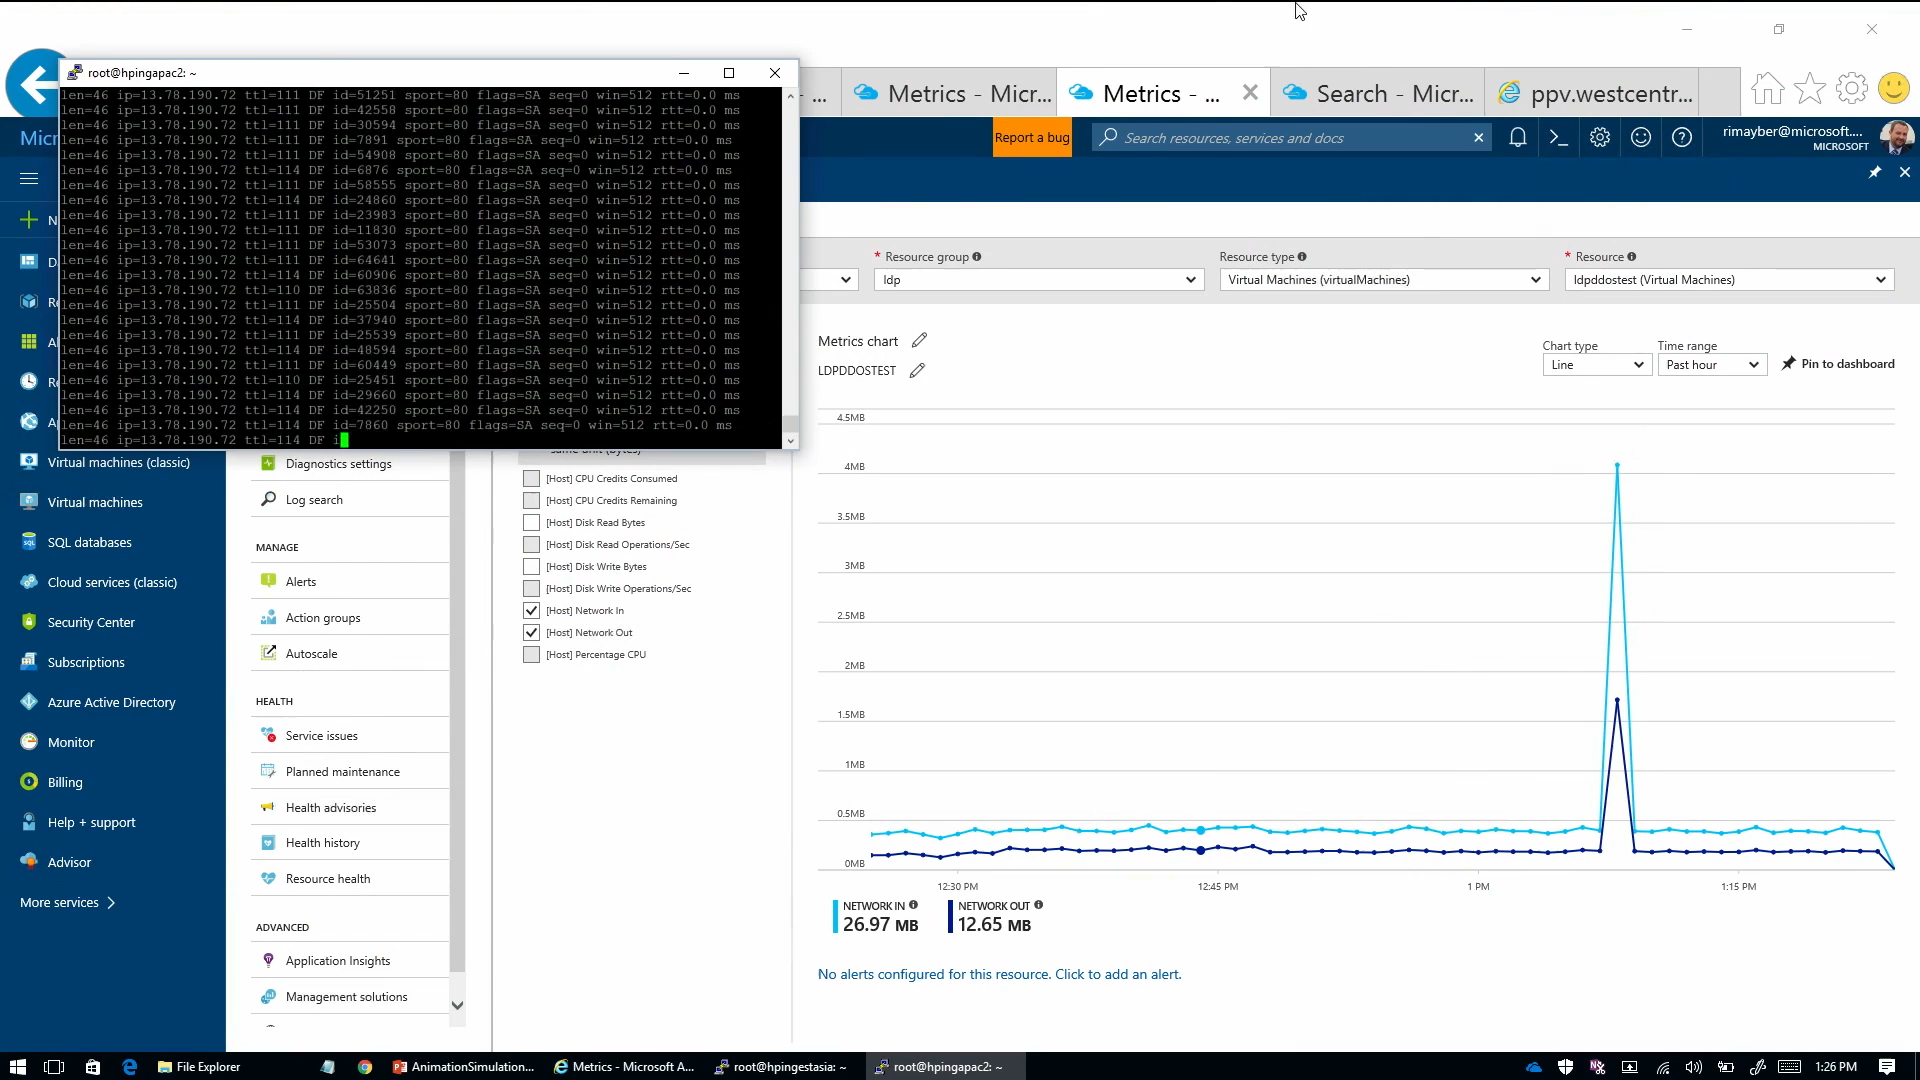 root@hpingapac2: ~
len=46 ip=13.78.190.72 ttl=111 DF id=51251 sport=80 flags=SA seq=0 win=512 rtt=0.0 ms
len=46 ip=13.78.190.72 ttl=111 DF id=42558 sport=80 flags=SA seq=0 win=512 rtt=0.0 ms
len=46 ip=13.78.190.72 ttl=111 DF id=30594 sport=80 flags=SA seq=0 win=512 rtt=0.0 ms
len=46 ip=13.78.190.72 ttl=111 DF id=7891 sport=80 flags=SA seq=0 win=512 rtt=0.0 ms
len=46 ip=13.78.190.72 ttl=111 DF id=54908 sport=80 flags=SA seq=0 win=512 rtt=0.0 ms
len=46 ip=13.78.190.72 ttl=114 DF id=6876 sport=80 flags=SA seq=0 win=512 rtt=0.0 ms
len=46 ip=13.78.190.72 ttl=111 DF id=58555 sport=80 flags=SA seq=0 win=512 rtt=0.0 ms
len=46 ip=13.78.190.72 ttl=114 DF id=24860 sport=80 flags=SA seq=0 win=512 rtt=0.0 ms
len=46 ip=13.78.190.72 ttl=111 DF id=23983 sport=80 flags=SA seq=0 win=512 rtt=0.0 ms
len=46 ip=13.78.190.72 ttl=111 DF id=11830 sport=80 flags=SA seq=0 win=512 rtt=0.0 ms
len=46 ip=13.78.190.72 ttl=111 DF id=53073 sport=80 flags=SA seq=0 win=512 rtt=0.0 ms
len=46 ip=13.78.190.72 ttl=111 DF id=64641 sport=80 flags=SA seq=0 win=512 rtt=0.0 ms
len=46 ip=13.78.190.72 ttl=114 DF id=60906 sport=80 flags=SA seq=0 win=512 rtt=0.0 ms
len=46 ip=13.78.190.72 ttl=110 DF id=63836 sport=80 flags=SA seq=0 win=512 rtt=0.0 ms
len=46 ip=13.78.190.72 ttl=111 DF id=25504 sport=80 flags=SA seq=0 win=512 rtt=0.0 ms
len=46 ip=13.78.190.72 ttl=114 DF id=37940 sport=80 flags=SA seq=0 win=512 rtt=0.0 ms
len=46 ip=13.78.190.72 ttl=111 DF id=25539 sport=80 flags=SA seq=0 win=512 rtt=0.0 ms
len=46 ip=13.78.190.72 ttl=114 DF id=48594 sport=80 flags=SA seq=0 win=512 rtt=0.0 ms
len=46 ip=13.78.190.72 ttl=111 DF id=60449 sport=80 flags=SA seq=0 win=512 rtt=0.0 ms
len=46 ip=13.78.190.72 ttl=110 DF id=25451 sport=80 flags=SA seq=0 win=512 rtt=0.0 ms
len=46 ip=13.78.190.72 ttl=114 DF id=29660 sport=80 flags=SA seq=0 win=512 rtt=0.0 ms
len=46 ip=13.78.190.72 ttl=114 DF id=42250 sport=80 flags=SA seq=0 win=512 rtt=0.0 ms
len=46 ip=13.78.190.72 ttl=114 DF id=7860 sport=80 flags=SA seq=0 win=512 rtt=0.0 ms
len=46 ip=13.78.190.72 ttl=114 DF i
...
Metrics - Micr...
Metrics - ...
Search - Micr...
ppv.westcentr...
Micr
Report a bug
Search resources, services and docs
rimayber@microsoft....
MICROSOFT
N
D
R
A
R
A
Virtual machines (classic)
Virtual machines
SQL databases
Cloud services (classic)
Security Center
Subscriptions
Azure Active Directory
Monitor
Billing
Help + support
Advisor
More services
Diagnostics settings
Log search
MANAGE
Alerts
Action groups
Autoscale
HEALTH
Service issues
Planned maintenance
Health advisories
Health history
Resource health
ADVANCED
Application Insights
Management solutions
same unit (bytes)
[Host] CPU Credits Consumed
[Host] CPU Credits Remaining
[Host] Disk Read Bytes
[Host] Disk Read Operations/Sec
[Host] Disk Write Bytes
[Host] Disk Write Operations/Sec
[Host] Network In
[Host] Network Out
[Host] Percentage CPU
* Resource group
ldp
Resource type
Virtual Machines (virtualMachines)
* Resource
ldpddostest (Virtual Machines)
Metrics chart
LDPDDOSTEST
Chart type
Line
Time range
Past hour
Pin to dashboard
4.5MB
4MB
3.5MB
3MB
2.5MB
2MB
1.5MB
1MB
0.5MB
0MB
12:30 PM
12:45 PM
1 PM
1:15 PM
NETWORK IN
26.97 MB
NETWORK OUT
12.65 MB
No alerts configured for this resource. Click to add an alert.
File Explorer
AnimationSimulation...
Metrics - Microsoft A...
root@hpingestasia: ~
root@hpingapac2: ~
1:26 PM